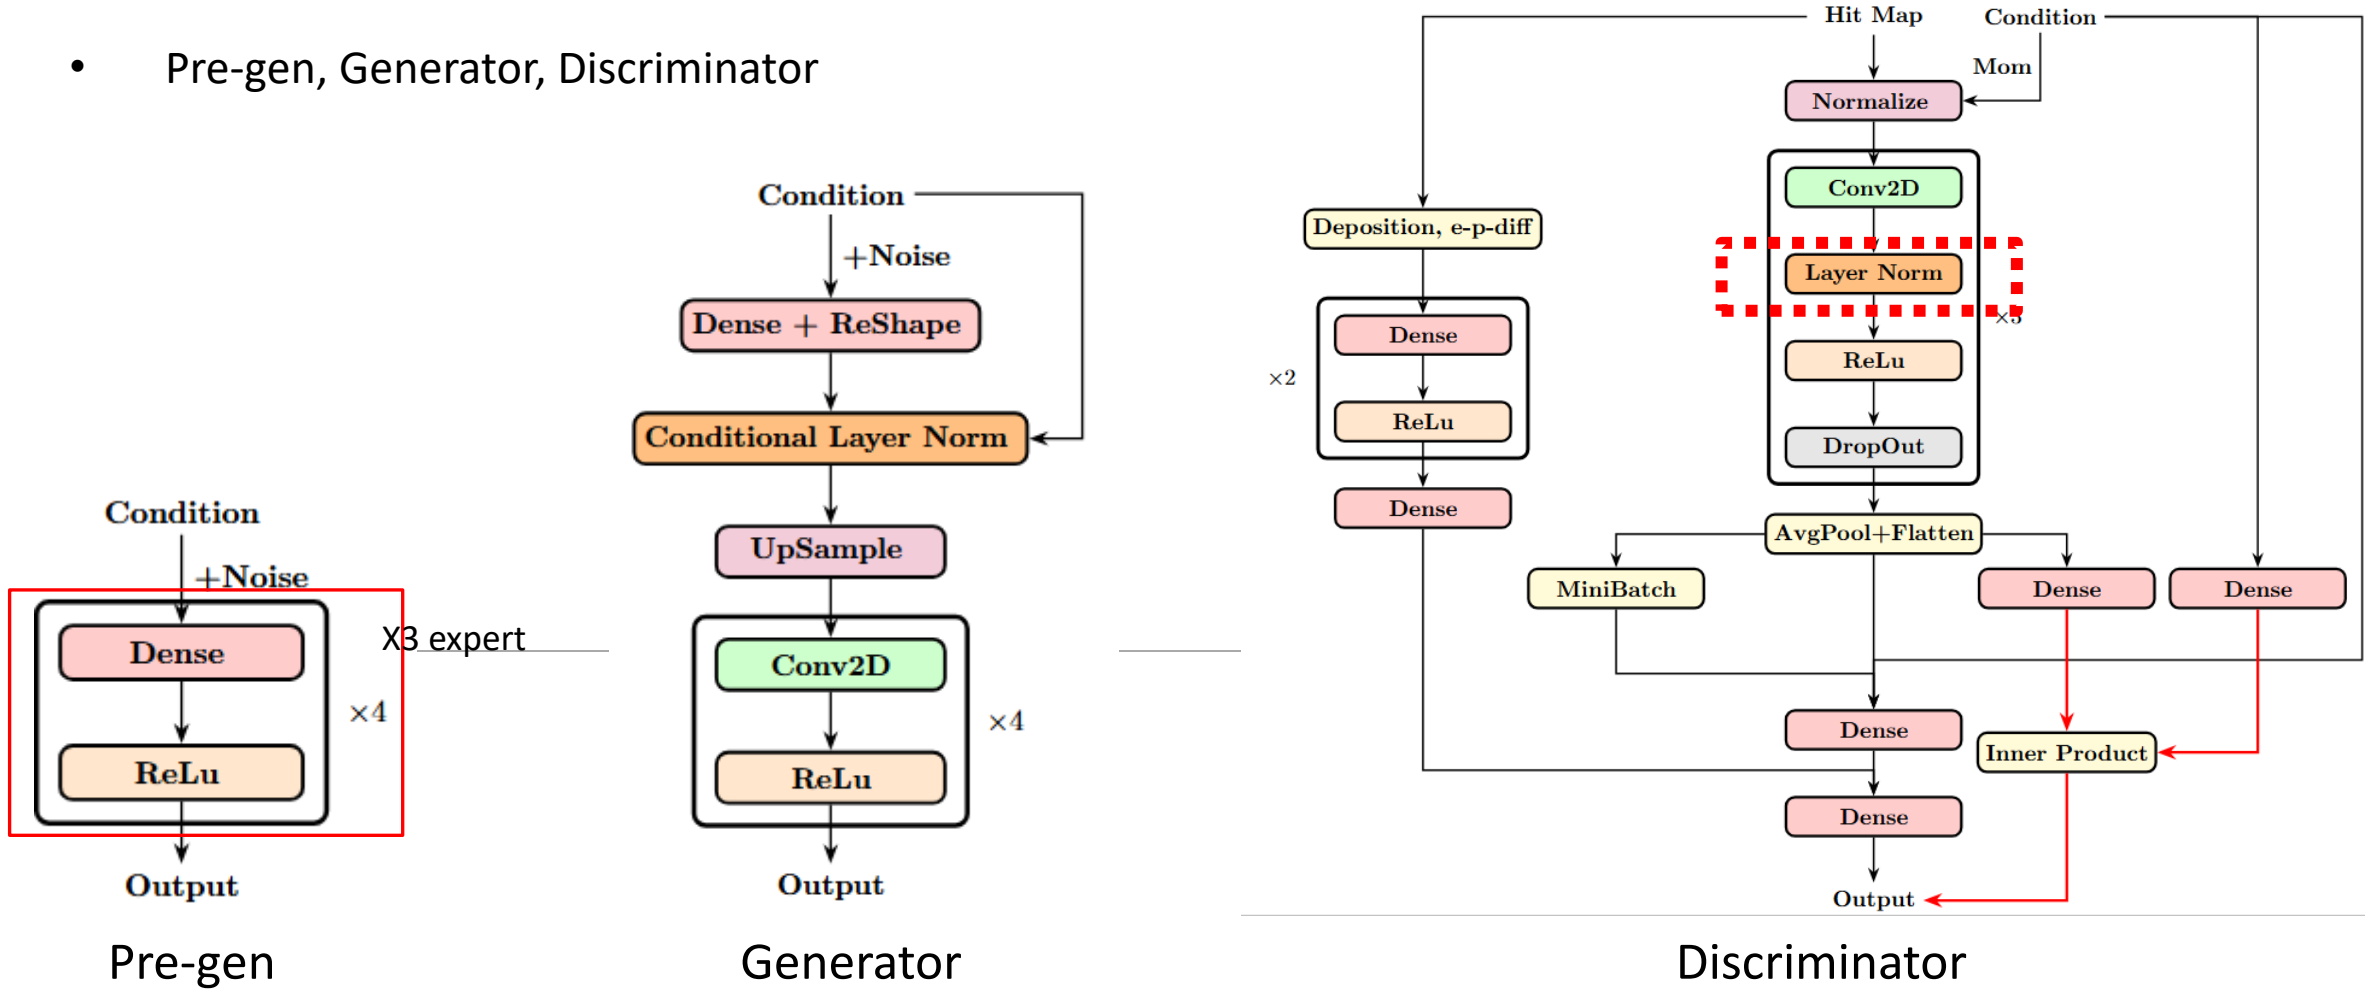 • Pre-gen, Generator, Discriminator
Condition
+Noise
Dense
ReLu
×4
X3 expert
Output
Pre-gen
Condition
+Noise
Dense + ReShape
Conditional Layer Norm
UpSample
Conv2D
ReLu
×4
Output
Generator
Hit Map
Condition
Mom
Normalize
Conv2D
Layer Norm
ReLu
DropOut
Deposition, e-p-diff
Dense
ReLu
×2
Dense
AvgPool+Flatten
MiniBatch
Dense
Dense
Dense
Inner Product
Dense
Output
Discriminator